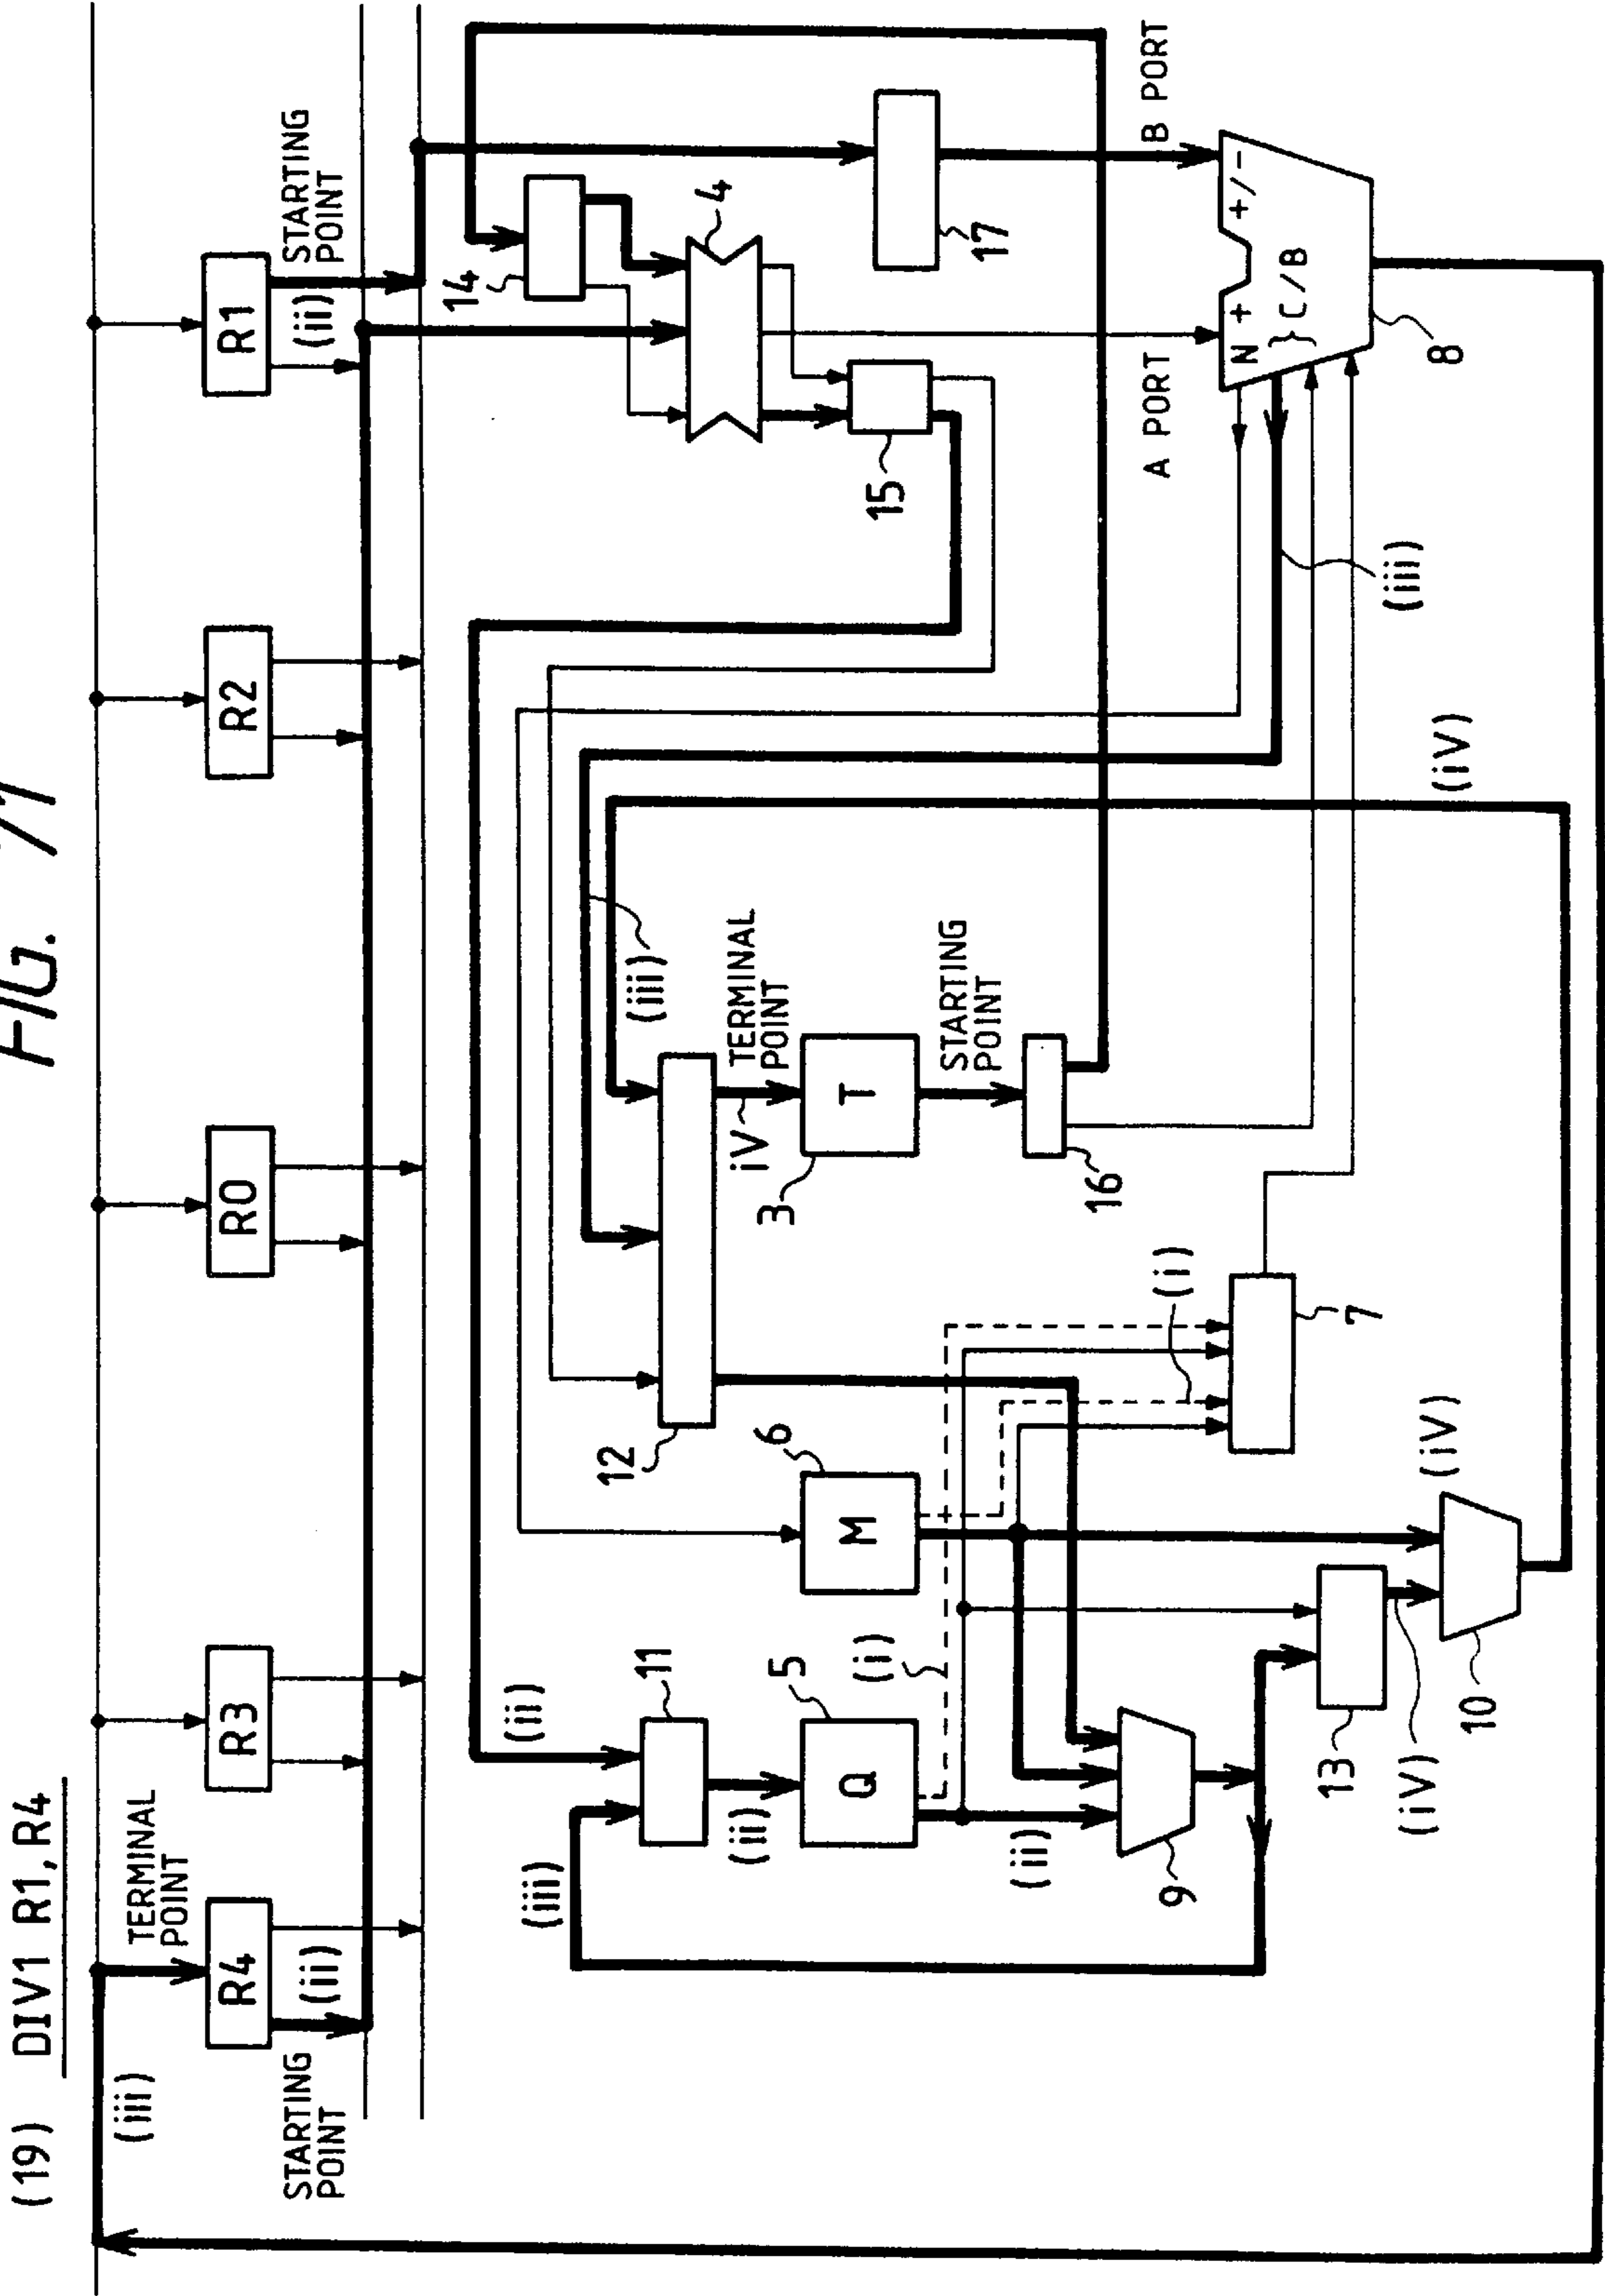 FIG. 71
(19) DIV1 R1,R4
(iii)
TERMINAL
POINT
R4
R3
R0
R2
R1
STARTING
POINT
(ii)
STARTING
POINT
(ii)
14
4
15
17
(ii)
(iii)
11
(ii)
Q
5
(i)
(ii)
9
M
6
12
(iii)
iV
TERMINAL
POINT
T
3
STARTING
POINT
16
(i)
7
13
(iV)
10
(iV)
(iV)
A PORT
B PORT
N + +/-
} C/B
8
(iii)